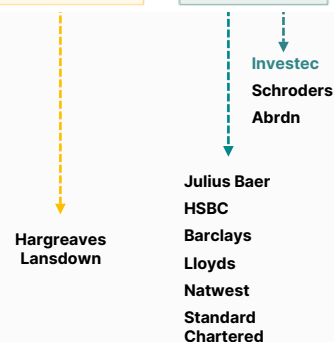 Investec
Schroders
Abrdn
Julius Baer
HSBC
Barclays
Lloyds
Natwest
Standard
Chartered
Hargreaves
Lansdown